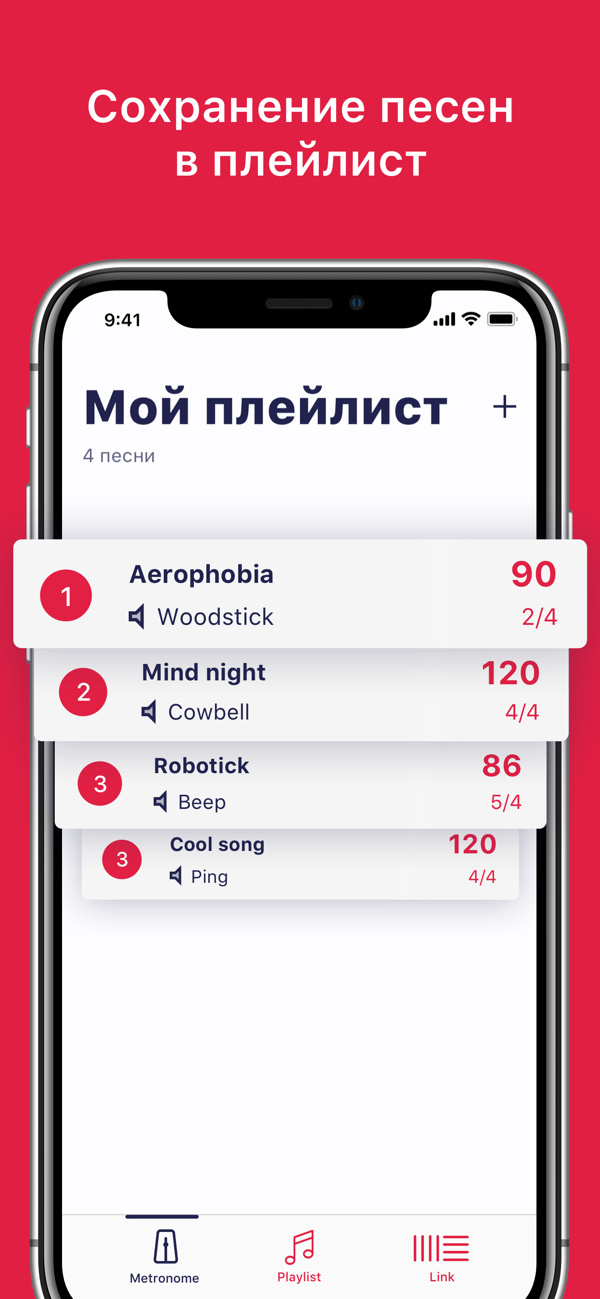 Сохранение песен
в плейлист
9:41
Мой плейлист
4 песни
1 Aerophobia 90
Woodstick 2/4
2 Mind night 120
Cowbell 4/4
3 Robotick 86
Beep 5/4
3 Cool song 120
Ping 4/4
Metronome Playlist Link